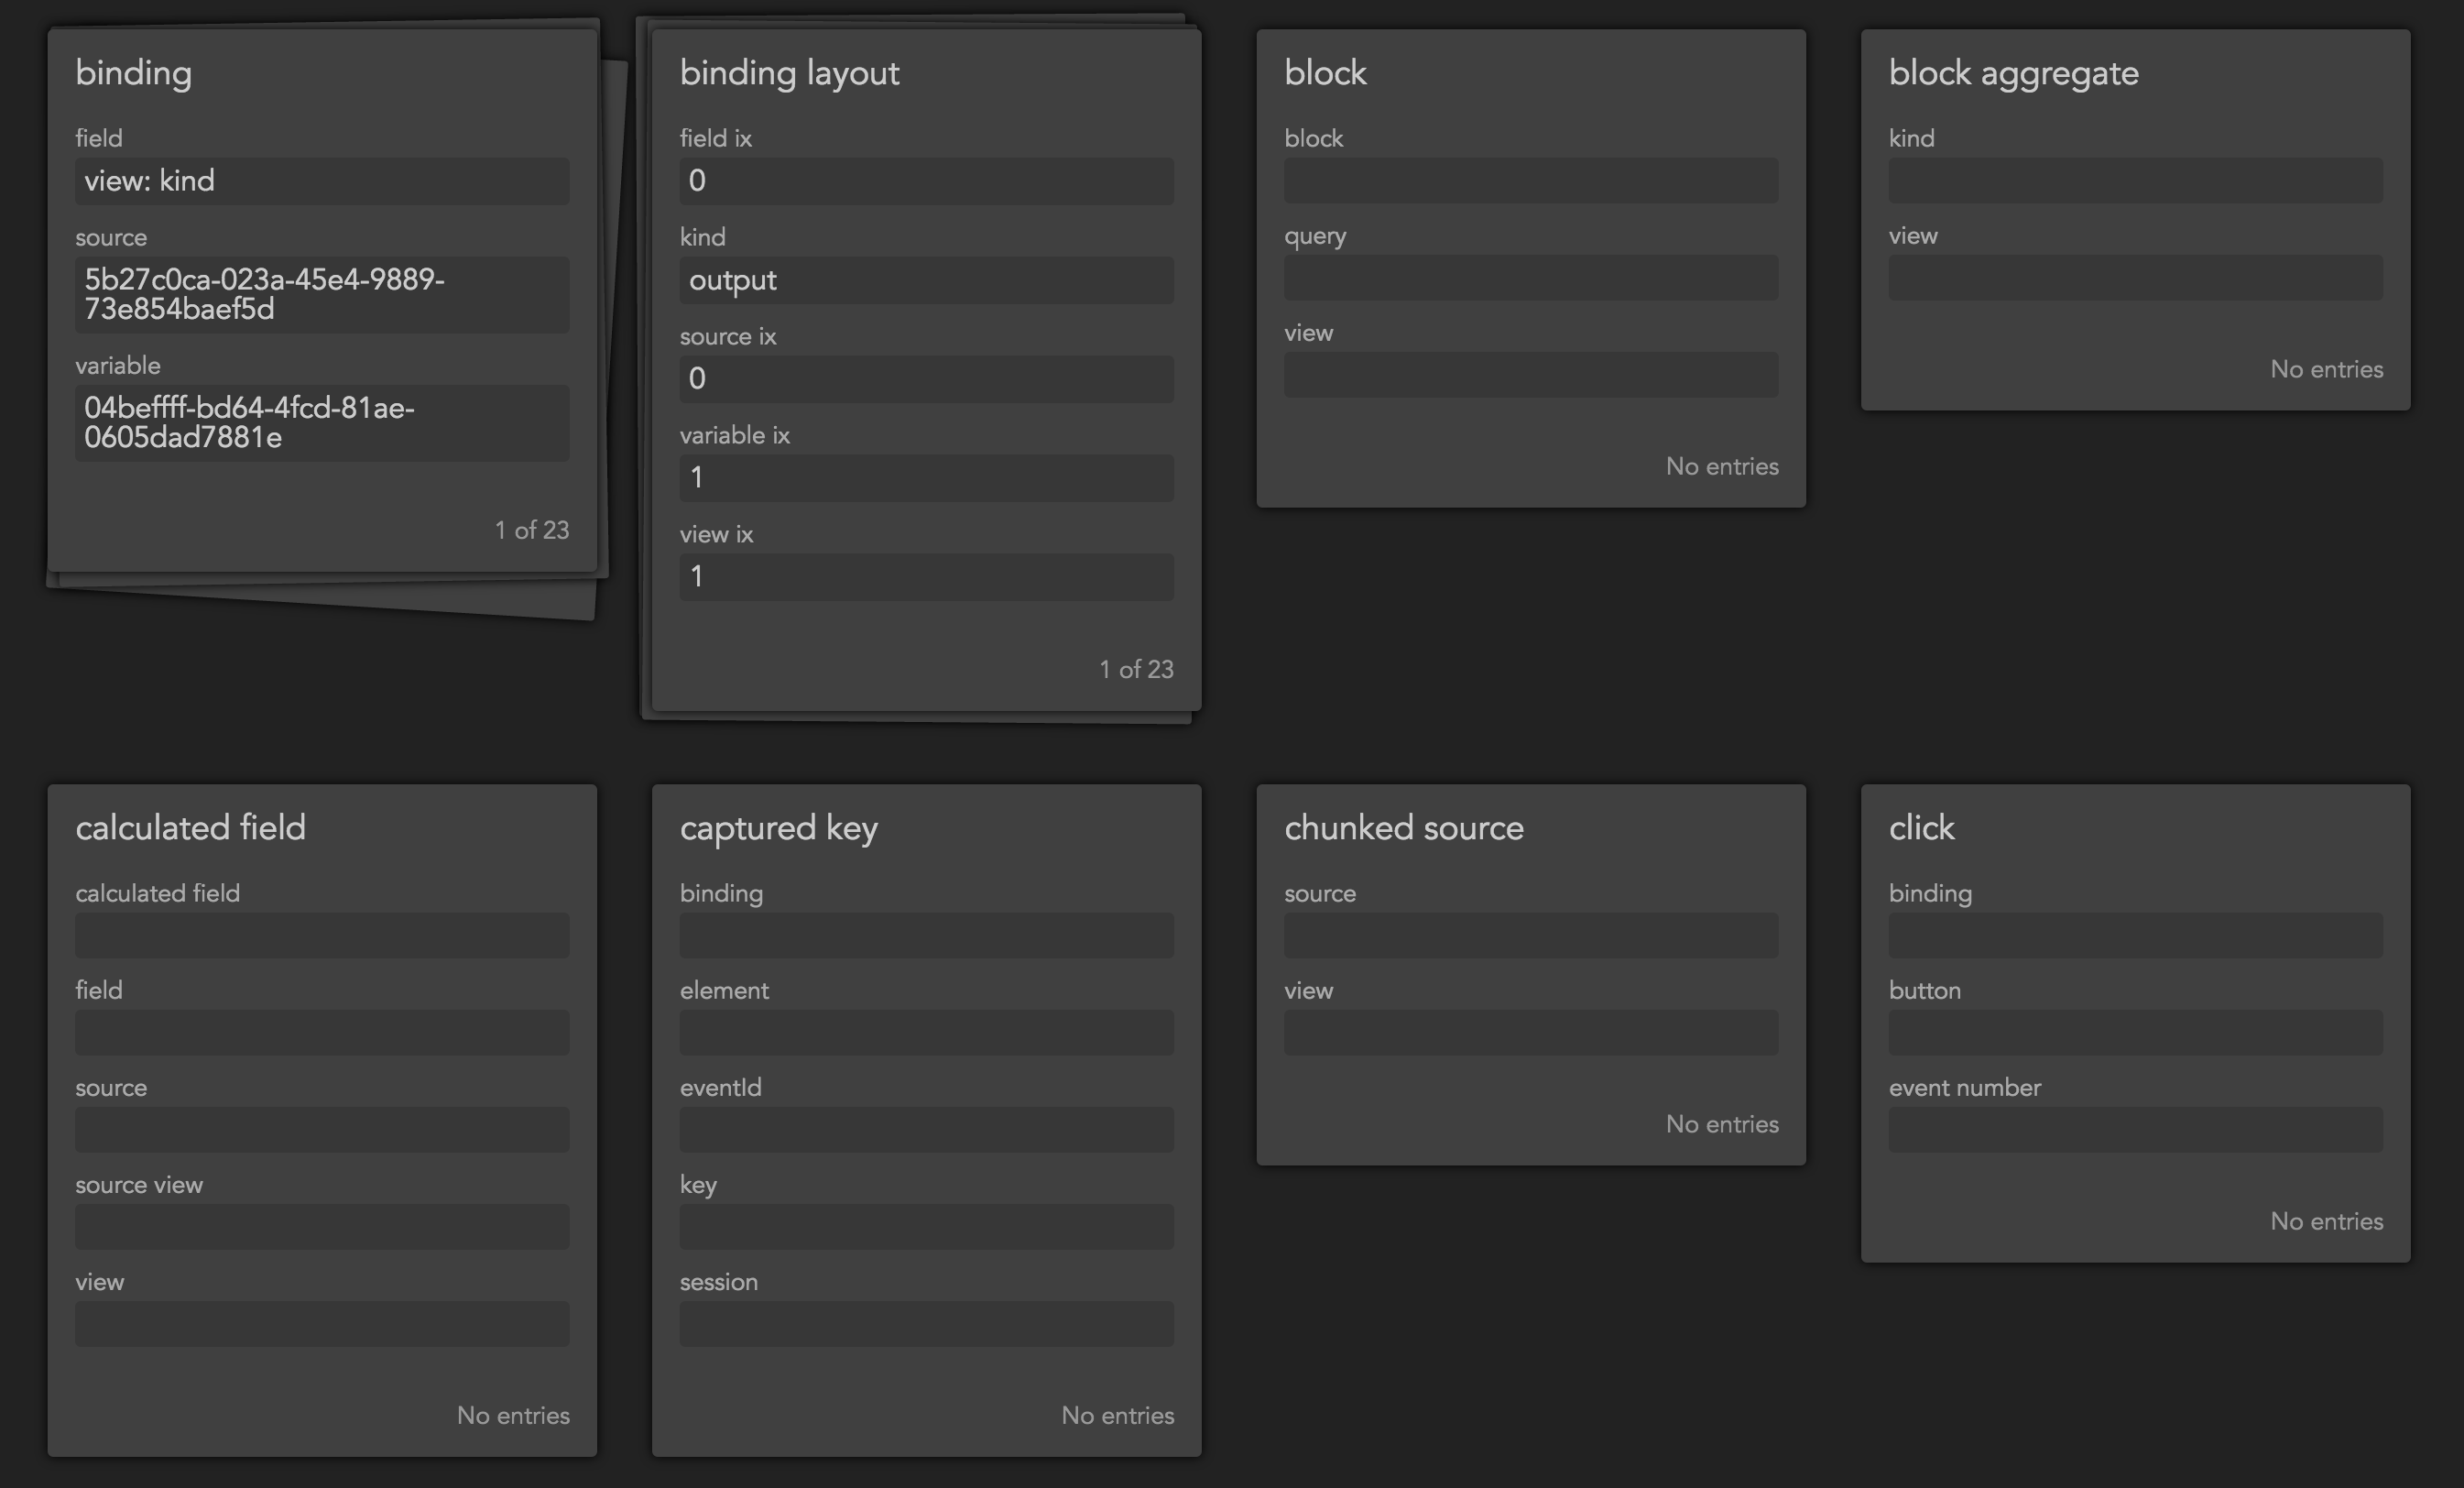 binding
field
view: kind
source
5b27c0ca-023a-45e4-9889-
73e854baef5d
variable
04beffff-bd64-4fcd-81ae-
0605dad7881e
1 of 23
binding layout
field ix
0
kind
output
source ix
0
variable ix
1
view ix
1
1 of 23
block
block
query
view
No entries
block aggregate
kind
view
No entries
calculated field
calculated field
field
source
source view
view
No entries
captured key
binding
element
eventId
key
session
No entries
chunked source
source
view
No entries
click
binding
button
event number
No entries